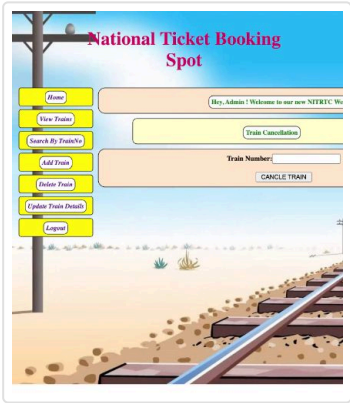 National Ticket Booking
Spot
Home
View Trains
Search By TrainNo
Add Train
Delete Train
Update Train Details
Logout
Hey, Admin ! Welcome to our new NITRTC We
Train Cancellation
Train Number:
CANCLE TRAIN